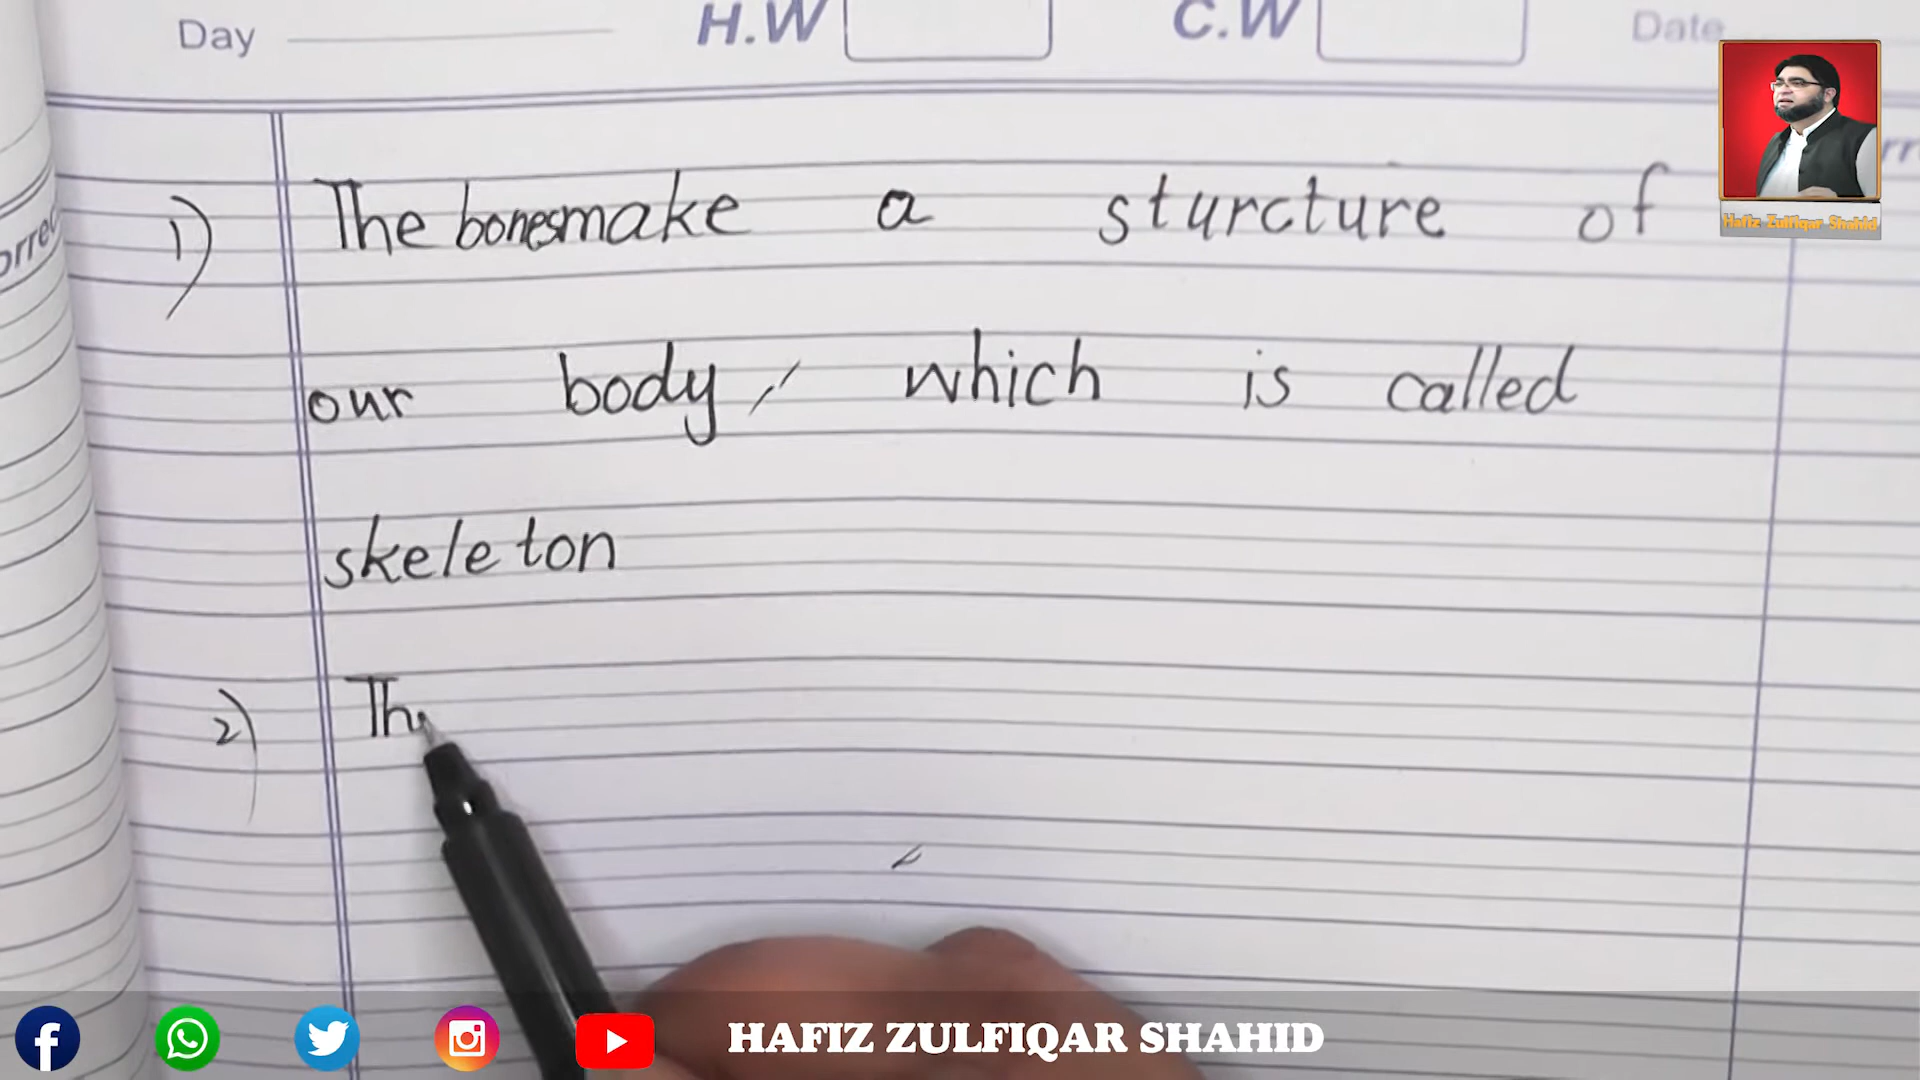 Day H.W C.W Date
1) The bonesmake a sturcture of
our body, which is called
skeleton
2) Th
Hafiz Zulfiqar Shahid
HAFIZ ZULFIQAR SHAHID